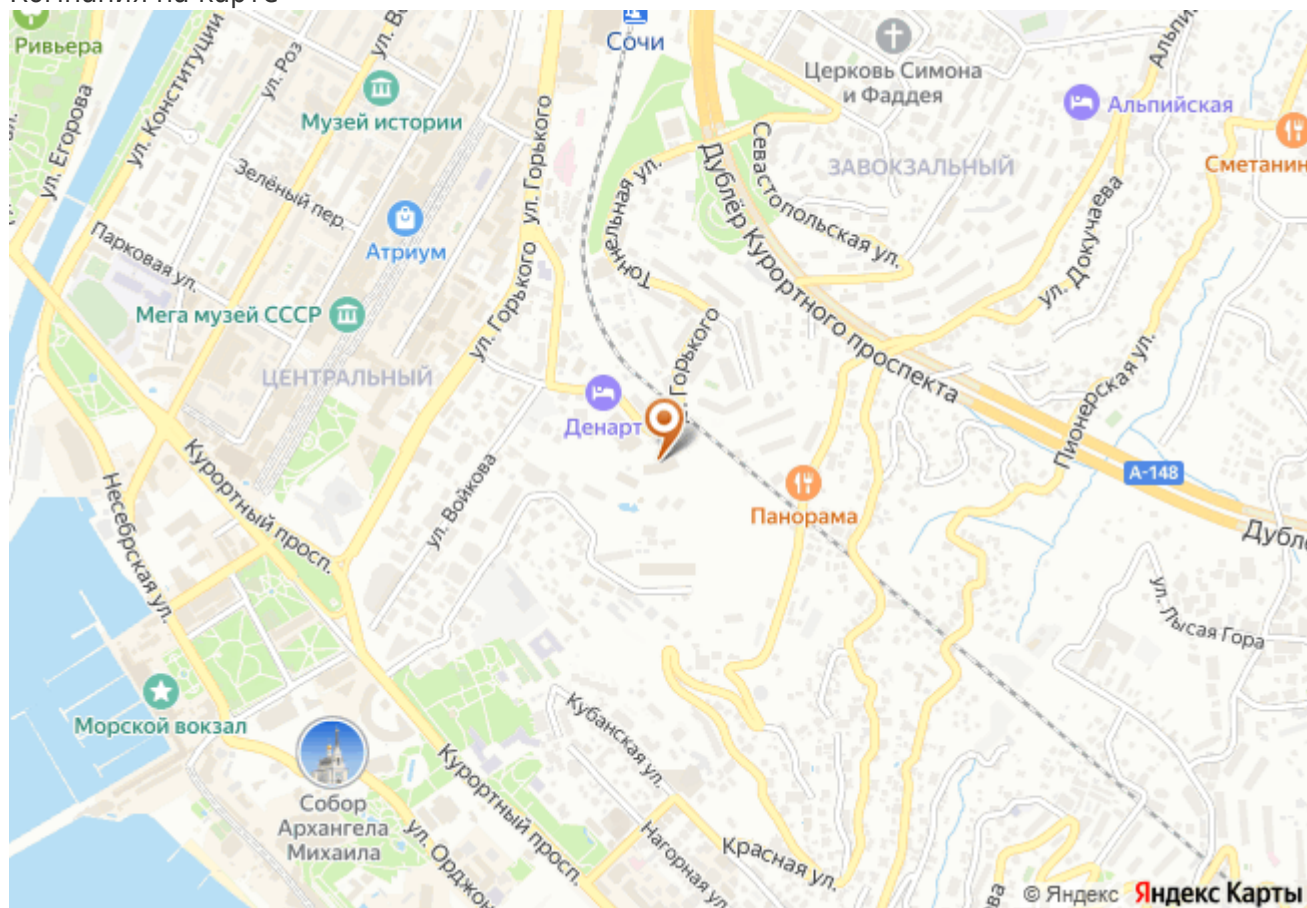 Компания на карте
Ривьера
ул. Егорова
ул. Конституции
ул. Роз
Музей истории
ул. Горького
Сочи
Церковь Симона
и Фаддея
Альпийская
Сметанин
ЗАВОКЗАЛЬНЫЙ
Севастопольская ул.
Дублёр Курортного проспекта
Тоннельная ул.
Зелёный пер.
Атриум
Парковая ул.
Мега музей СССР
ул. Горького
ул. Докучаева
ЦЕНТРАЛЬНЫЙ
Горького
Пионерская ул.
Денарт
А-148
Панорама
ул. Войкова
Курортный просп.
Несебрская ул.
ул. Лысая Гора
Морской вокзал
Кубанская ул.
Собор
Архангела
Михаила
Курортный просп.
Нагорная ул.
Красная ул.
© Яндекс Яндекс Карты